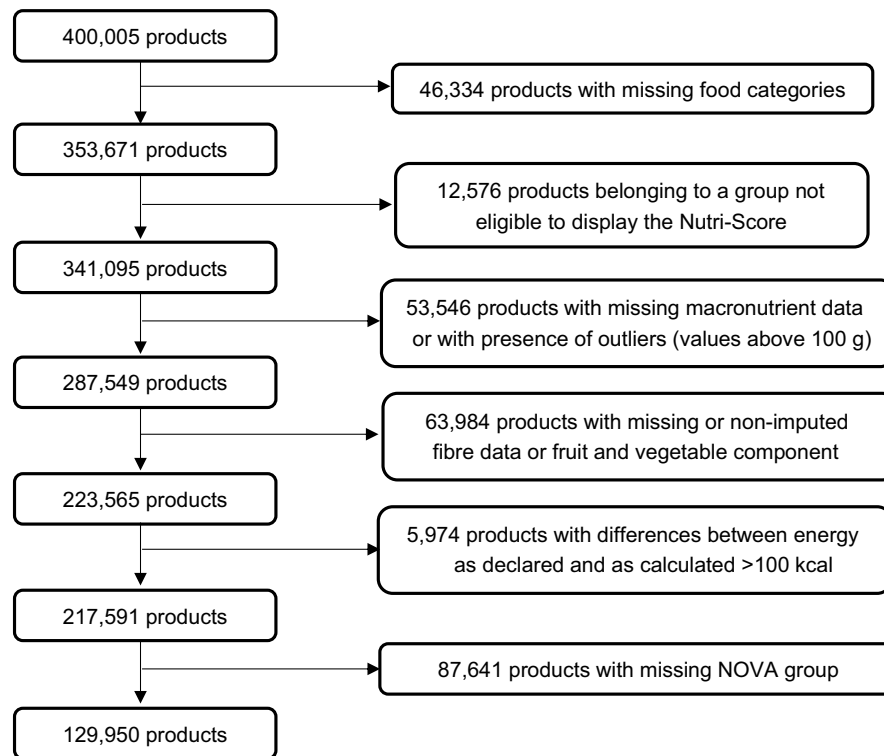 400,005 products
46,334 products with missing food categories
353,671 products
12,576 products belonging to a group not
eligible to display the Nutri-Score
341,095 products
53,546 products with missing macronutrient data
or with presence of outliers (values above 100 g)
287,549 products
63,984 products with missing or non-imputed
fibre data or fruit and vegetable component
223,565 products
5,974 products with differences between energy
as declared and as calculated >100 kcal
217,591 products
87,641 products with missing NOVA group
129,950 products